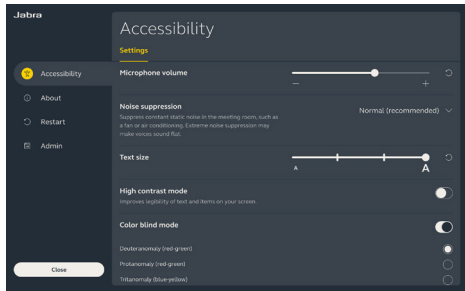 Jabra
Accessibility
Settings
Accessibility
About
Restart
Admin
Close
Microphone volume
Noise suppression
Suppress constant static noise in the meeting room, such as
a fan or air conditioning. Extreme noise suppression may
make voices sound flat.
Normal (recommended)
Text size
A
A
High contrast mode
Improves legibility of text and items on your screen
Color blind mode
Deuteranomaly (red-green)
Protanomaly (red-green)
Tritanomaly (blue-yellow)